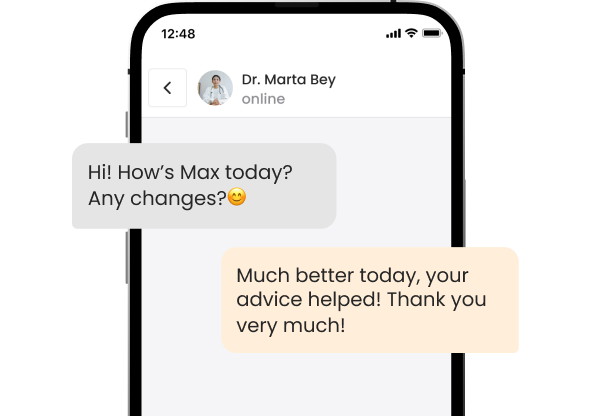 12:48
Dr. Marta Bey
online
Hi! How’s Max today?
Any changes?😊
Much better today, your
advice helped! Thank you
very much!